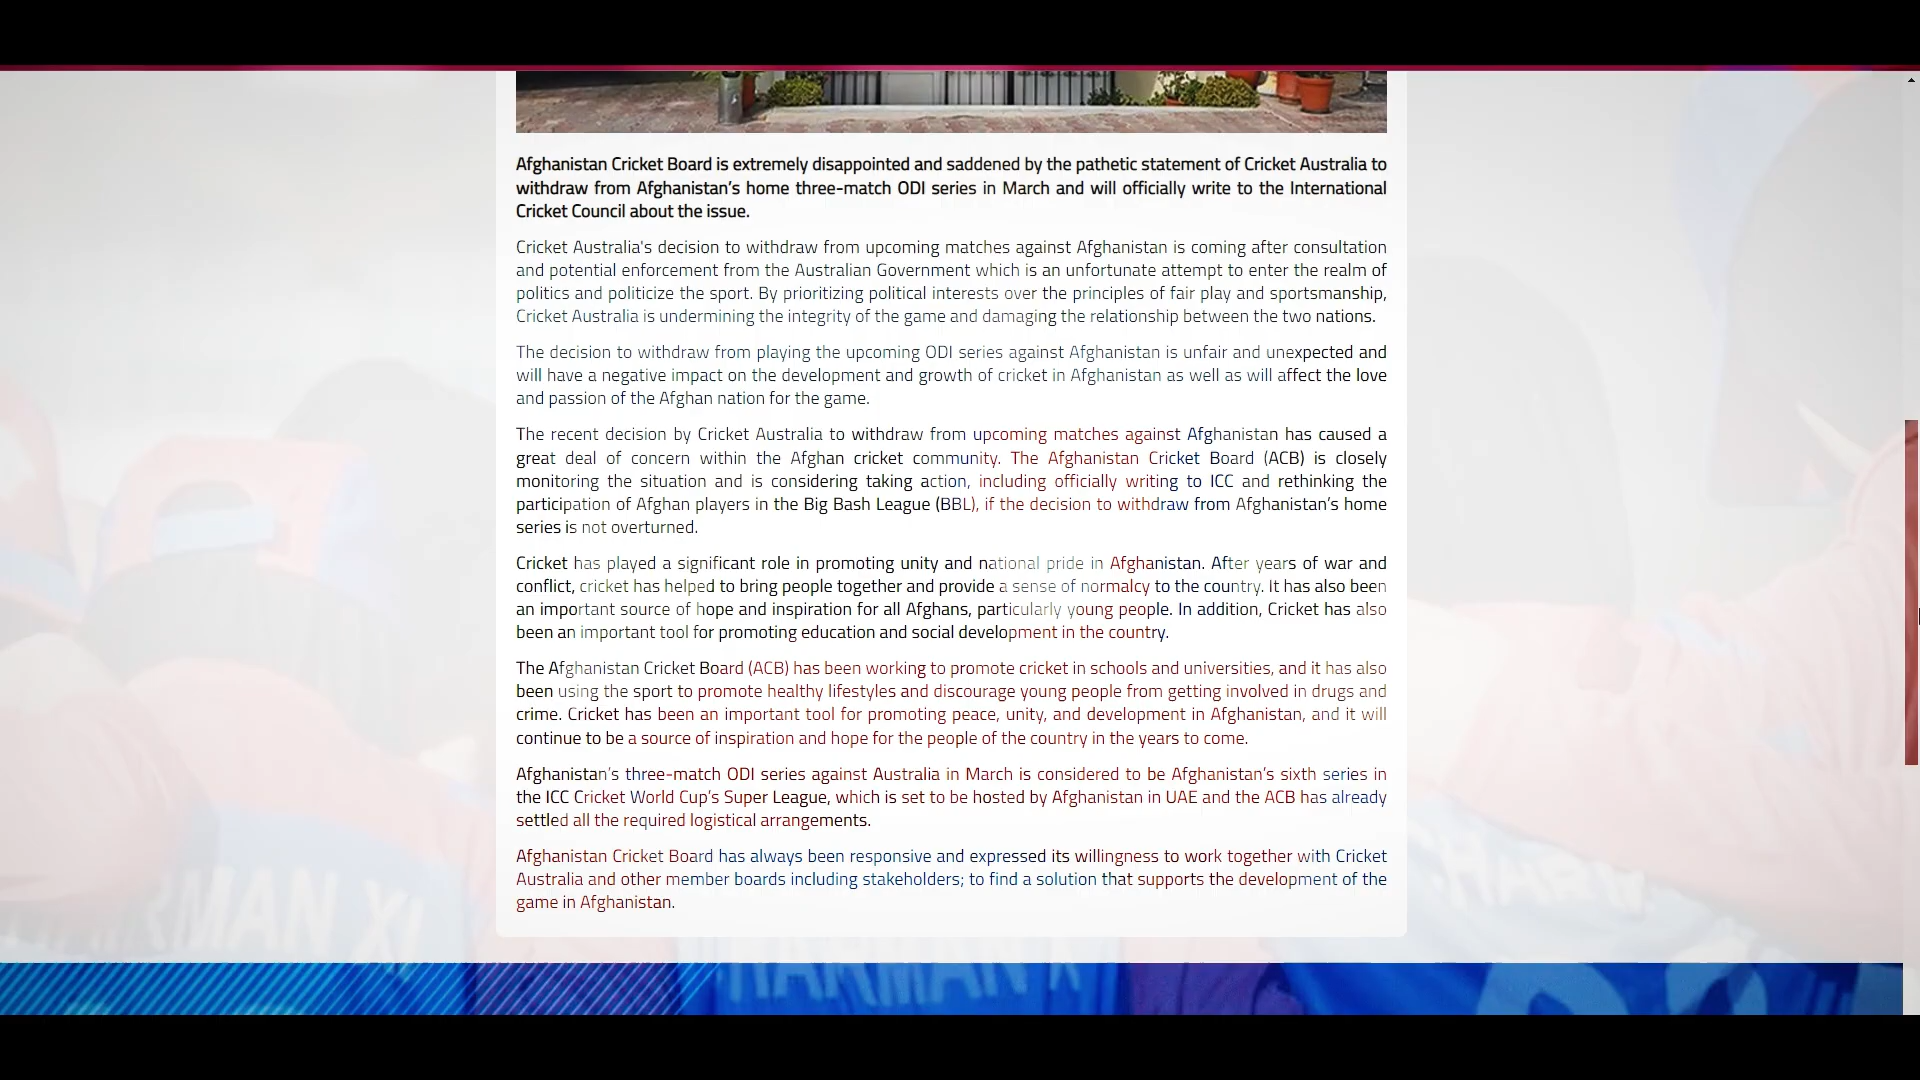 Afghanistan Cricket Board is extremely disappointed and saddened by the pathetic statement of Cricket Australia to
withdraw from Afghanistan’s home three-match ODI series in March and will officially write to the International
Cricket Council about the issue.
Cricket Australia's decision to withdraw from upcoming matches against Afghanistan is coming after consultation
and potential enforcement from the Australian Government which is an unfortunate attempt to enter the realm of
politics and politicize the sport. By prioritizing political interests over the principles of fair play and sportsmanship,
Cricket Australia is undermining the integrity of the game and damaging the relationship between the two nations.
The decision to withdraw from playing the upcoming ODI series against Afghanistan is unfair and unexpected and
will have a negative impact on the development and growth of cricket in Afghanistan as well as will affect the love
and passion of the Afghan nation for the game.
The recent decision by Cricket Australia to withdraw from upcoming matches against Afghanistan has caused a
great deal of concern within the Afghan cricket community. The Afghanistan Cricket Board (ACB) is closely
monitoring the situation and is considering taking action, including officially writing to ICC and rethinking the
participation of Afghan players in the Big Bash League (BBL), if the decision to withdraw from Afghanistan’s home
series is not overturned.
Cricket has played a significant role in promoting unity and national pride in Afghanistan. After years of war and
conflict, cricket has helped to bring people together and provide a sense of normalcy to the country. It has also been
an important source of hope and inspiration for all Afghans, particularly young people. In addition, Cricket has also
been an important tool for promoting education and social development in the country.
The Afghanistan Cricket Board (ACB) has been working to promote cricket in schools and universities, and it has also
been using the sport to promote healthy lifestyles and discourage young people from getting involved in drugs and
crime. Cricket has been an important tool for promoting peace, unity, and development in Afghanistan, and it will
continue to be a source of inspiration and hope for the people of the country in the years to come.
Afghanistan’s three-match ODI series against Australia in March is considered to be Afghanistan’s sixth series in
the ICC Cricket World Cup’s Super League, which is set to be hosted by Afghanistan in UAE and the ACB has already
settled all the required logistical arrangements.
Afghanistan Cricket Board has always been responsive and expressed its willingness to work together with Cricket
Australia and other member boards including stakeholders; to find a solution that supports the development of the
game in Afghanistan.